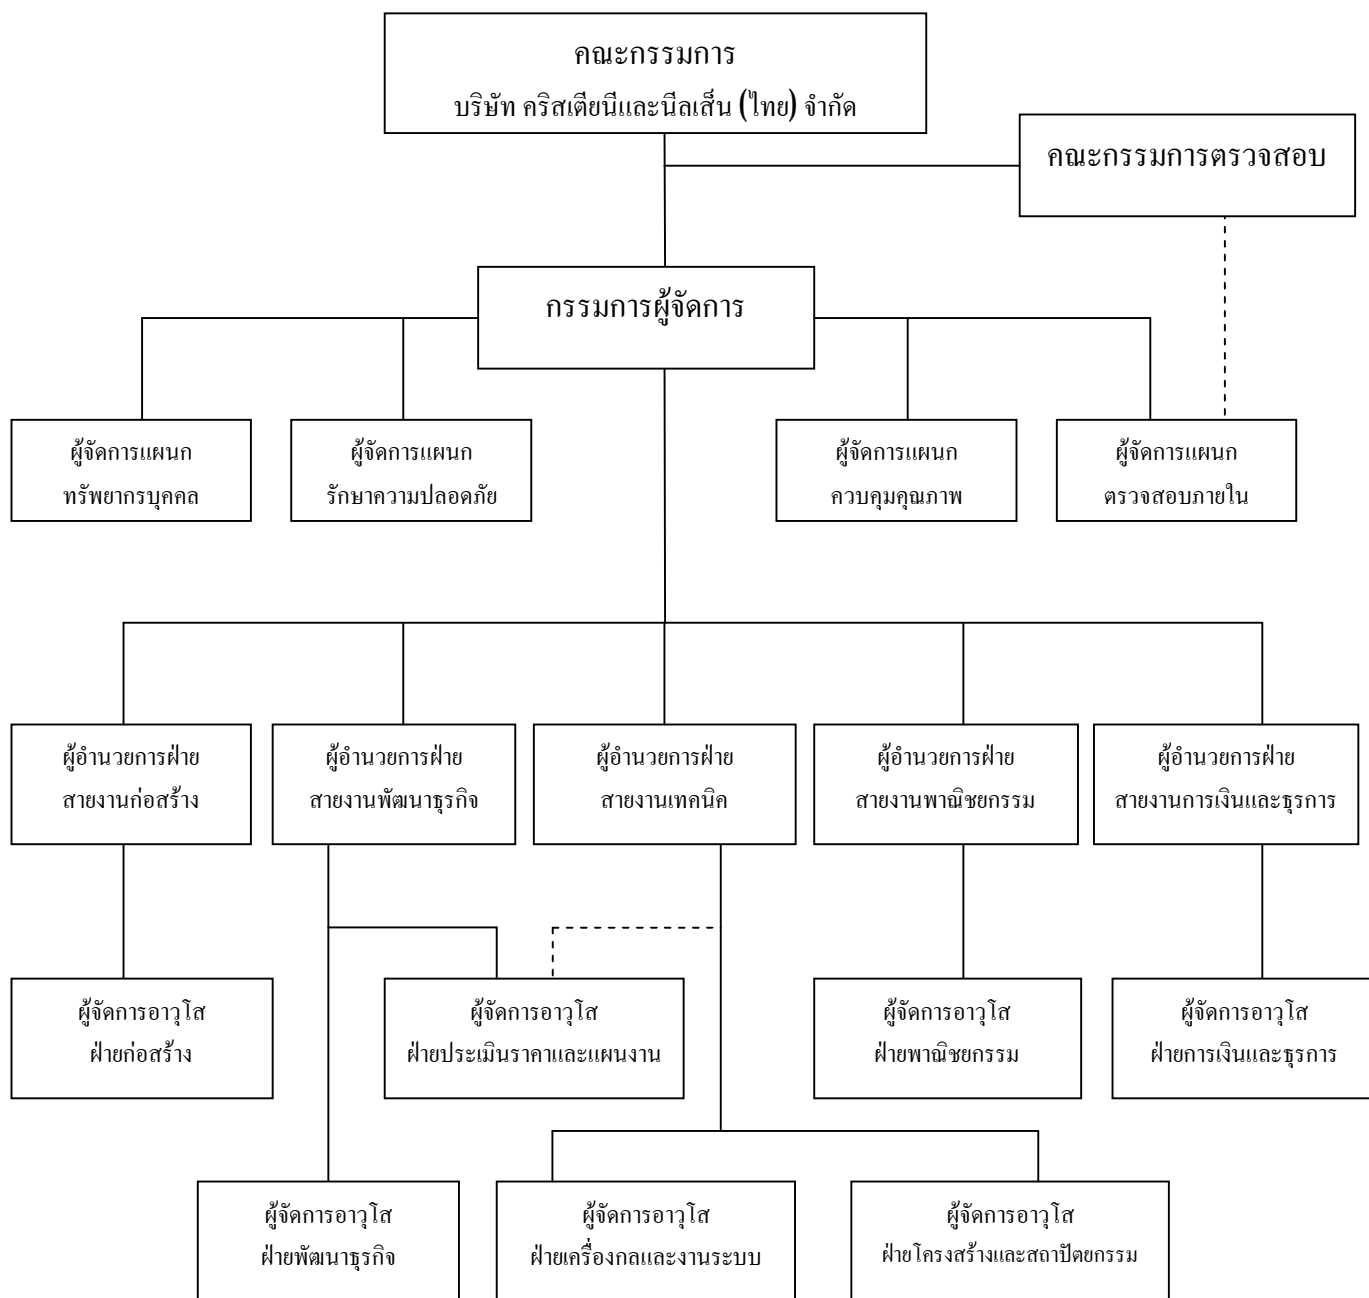 คณะกรรมการ
บริษัท คริสเตียนีและนีลเส็น (ไทย) จำกัด
คณะกรรมการตรวจสอบ
กรรมการผู้จัดการ
ผู้จัดการแผนก
ทรัพยากรบุคคล
ผู้จัดการแผนก
รักษาความปลอดภัย
ผู้จัดการแผนก
ควบคุมคุณภาพ
ผู้จัดการแผนก
ตรวจสอบภายใน
ผู้อำนวยการฝ่าย
สายงานก่อสร้าง
ผู้อำนวยการฝ่าย
สายงานพัฒนาธุรกิจ
ผู้อำนวยการฝ่าย
สายงานเทคนิค
ผู้อำนวยการฝ่าย
สายงานพาณิชยกรรม
ผู้อำนวยการฝ่าย
สายงานการเงินและธุรการ
ผู้จัดการอาวุโส
ฝ่ายก่อสร้าง
ผู้จัดการอาวุโส
ฝ่ายประเมินราคาและแผนงาน
ผู้จัดการอาวุโส
ฝ่ายพาณิชยกรรม
ผู้จัดการอาวุโส
ฝ่ายการเงินและธุรการ
ผู้จัดการอาวุโส
ฝ่ายพัฒนาธุรกิจ
ผู้จัดการอาวุโส
ฝ่ายเครื่องกลและงานระบบ
ผู้จัดการอาวุโส
ฝ่ายโครงสร้างและสถาปัตยกรรม